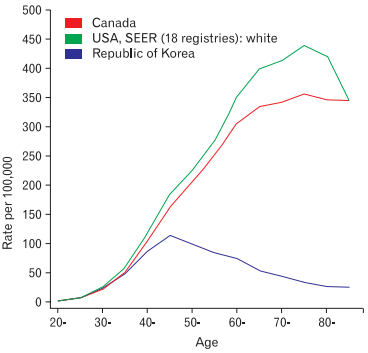 500
450
400
350
300
250
200
150
100
50
0
Rate per 100,000
Canada
USA, SEER (18 registries): white
Republic of Korea
20- 30- 40- 50- 60- 70- 80-
Age